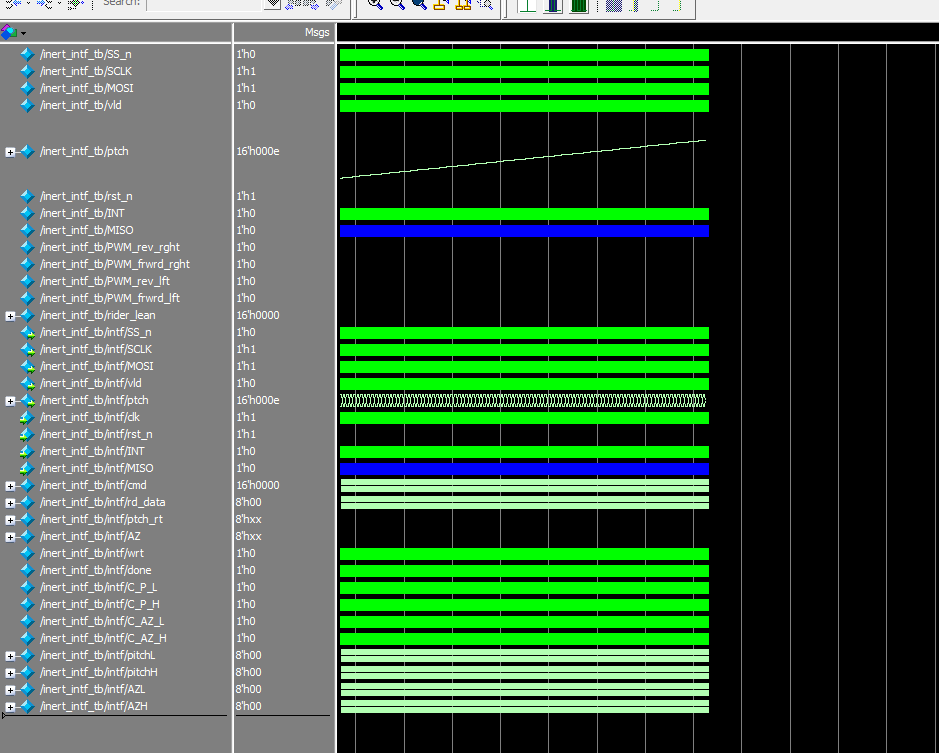 Search:
Msgs
/inert_intf_tb/SS_n 1'h0
/inert_intf_tb/SCLK 1'h1
/inert_intf_tb/MOSI 1'h1
/inert_intf_tb/vld 1'h0
/inert_intf_tb/ptch 16'h000e
/inert_intf_tb/rst_n 1'h1
/inert_intf_tb/INT 1'h0
/inert_intf_tb/MISO 1'h0
/inert_intf_tb/PWM_rev_rght 1'h0
/inert_intf_tb/PWM_frwrd_rght 1'h0
/inert_intf_tb/PWM_rev_lft 1'h0
/inert_intf_tb/PWM_frwrd_lft 1'h0
/inert_intf_tb/rider_lean 16'h0000
/inert_intf_tb/intf/SS_n 1'h0
/inert_intf_tb/intf/SCLK 1'h1
/inert_intf_tb/intf/MOSI 1'h1
/inert_intf_tb/intf/vld 1'h0
/inert_intf_tb/intf/ptch 16'h000e
/inert_intf_tb/intf/clk 1'h1
/inert_intf_tb/intf/rst_n 1'h1
/inert_intf_tb/intf/INT 1'h0
/inert_intf_tb/intf/MISO 1'h0
/inert_intf_tb/intf/cmd 16'h0000
/inert_intf_tb/intf/rd_data 8'h00
/inert_intf_tb/intf/ptch_rt 8'hxx
/inert_intf_tb/intf/AZ 8'hxx
/inert_intf_tb/intf/wrt 1'h0
/inert_intf_tb/intf/done 1'h0
/inert_intf_tb/intf/C_P_L 1'h0
/inert_intf_tb/intf/C_P_H 1'h0
/inert_intf_tb/intf/C_AZ_L 1'h0
/inert_intf_tb/intf/C_AZ_H 1'h0
/inert_intf_tb/intf/pitchL 8'h00
/inert_intf_tb/intf/pitchH 8'h00
/inert_intf_tb/intf/AZL 8'h00
/inert_intf_tb/intf/AZH 8'h00